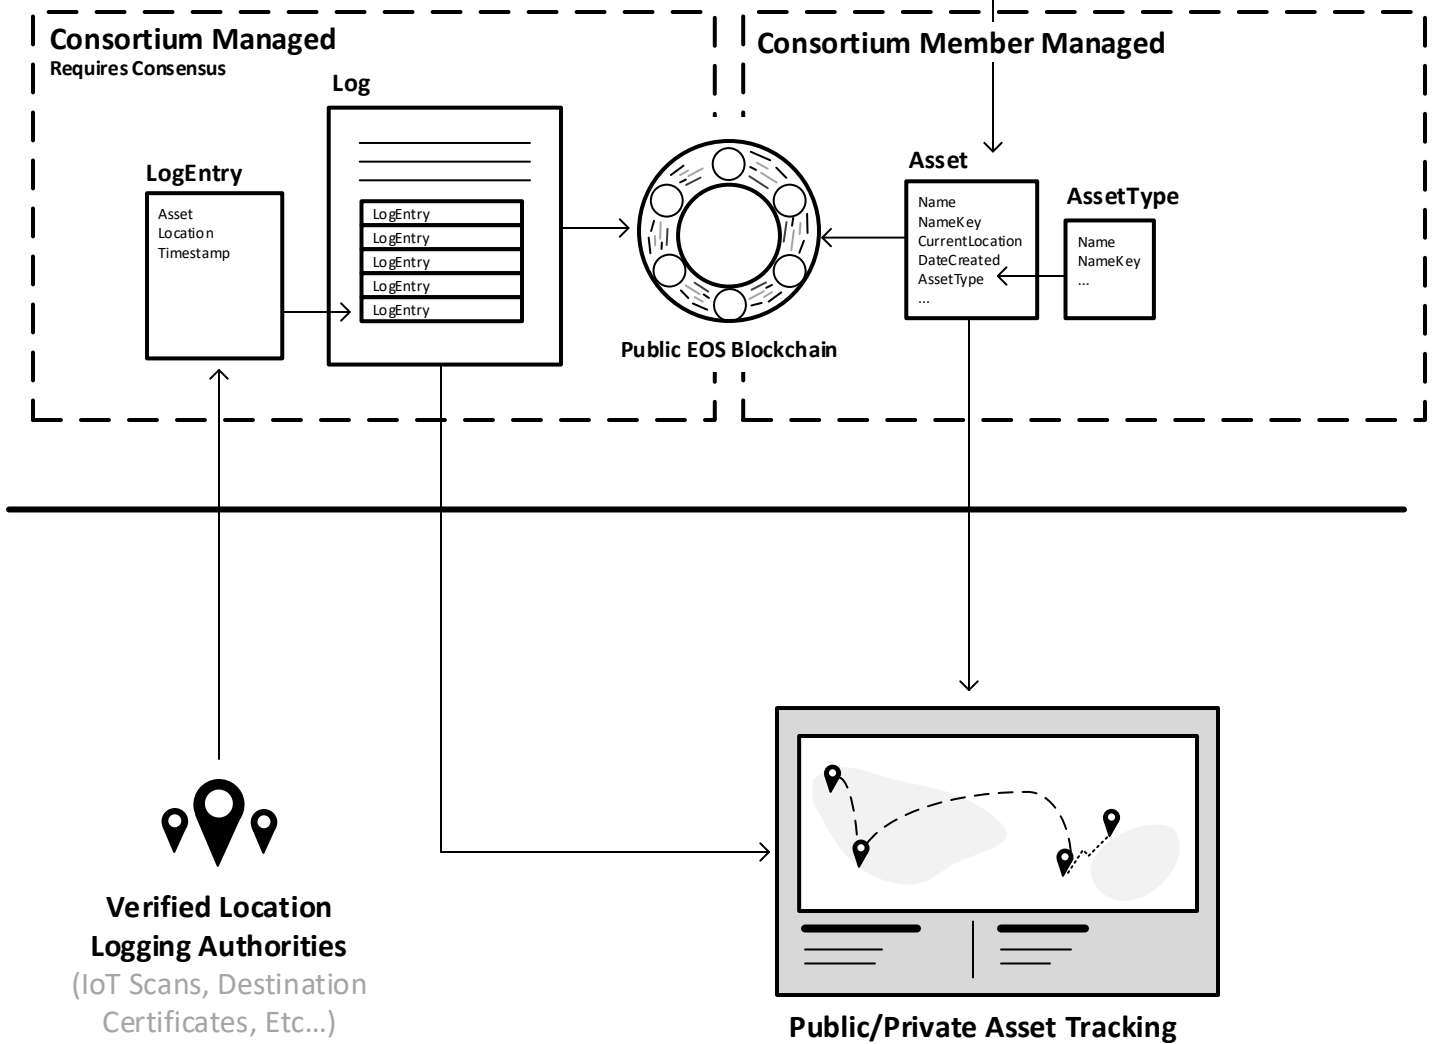 Consortium Managed
Requires Consensus
Log
LogEntry
Asset
Location
Timestamp
LogEntry
LogEntry
LogEntry
LogEntry
LogEntry
Public EOS Blockchain
Consortium Member Managed
Asset
Name
NameKey
CurrentLocation
DateCreated
AssetType
...
AssetType
Name
NameKey
...
Verified Location
Logging Authorities
(IoT Scans, Destination
Certificates, Etc...)
Public/Private Asset Tracking